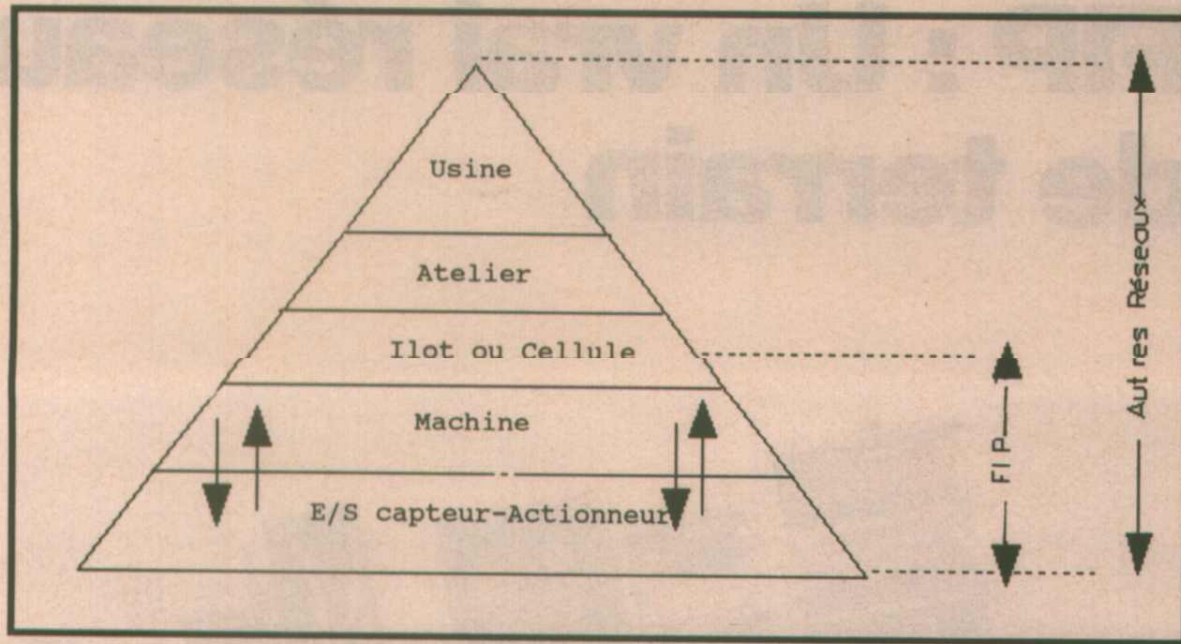 Usine
Atelier
Ilot ou Cellule
Machine
E/S capteur-Actionneur
FIP
Autres Réseaux